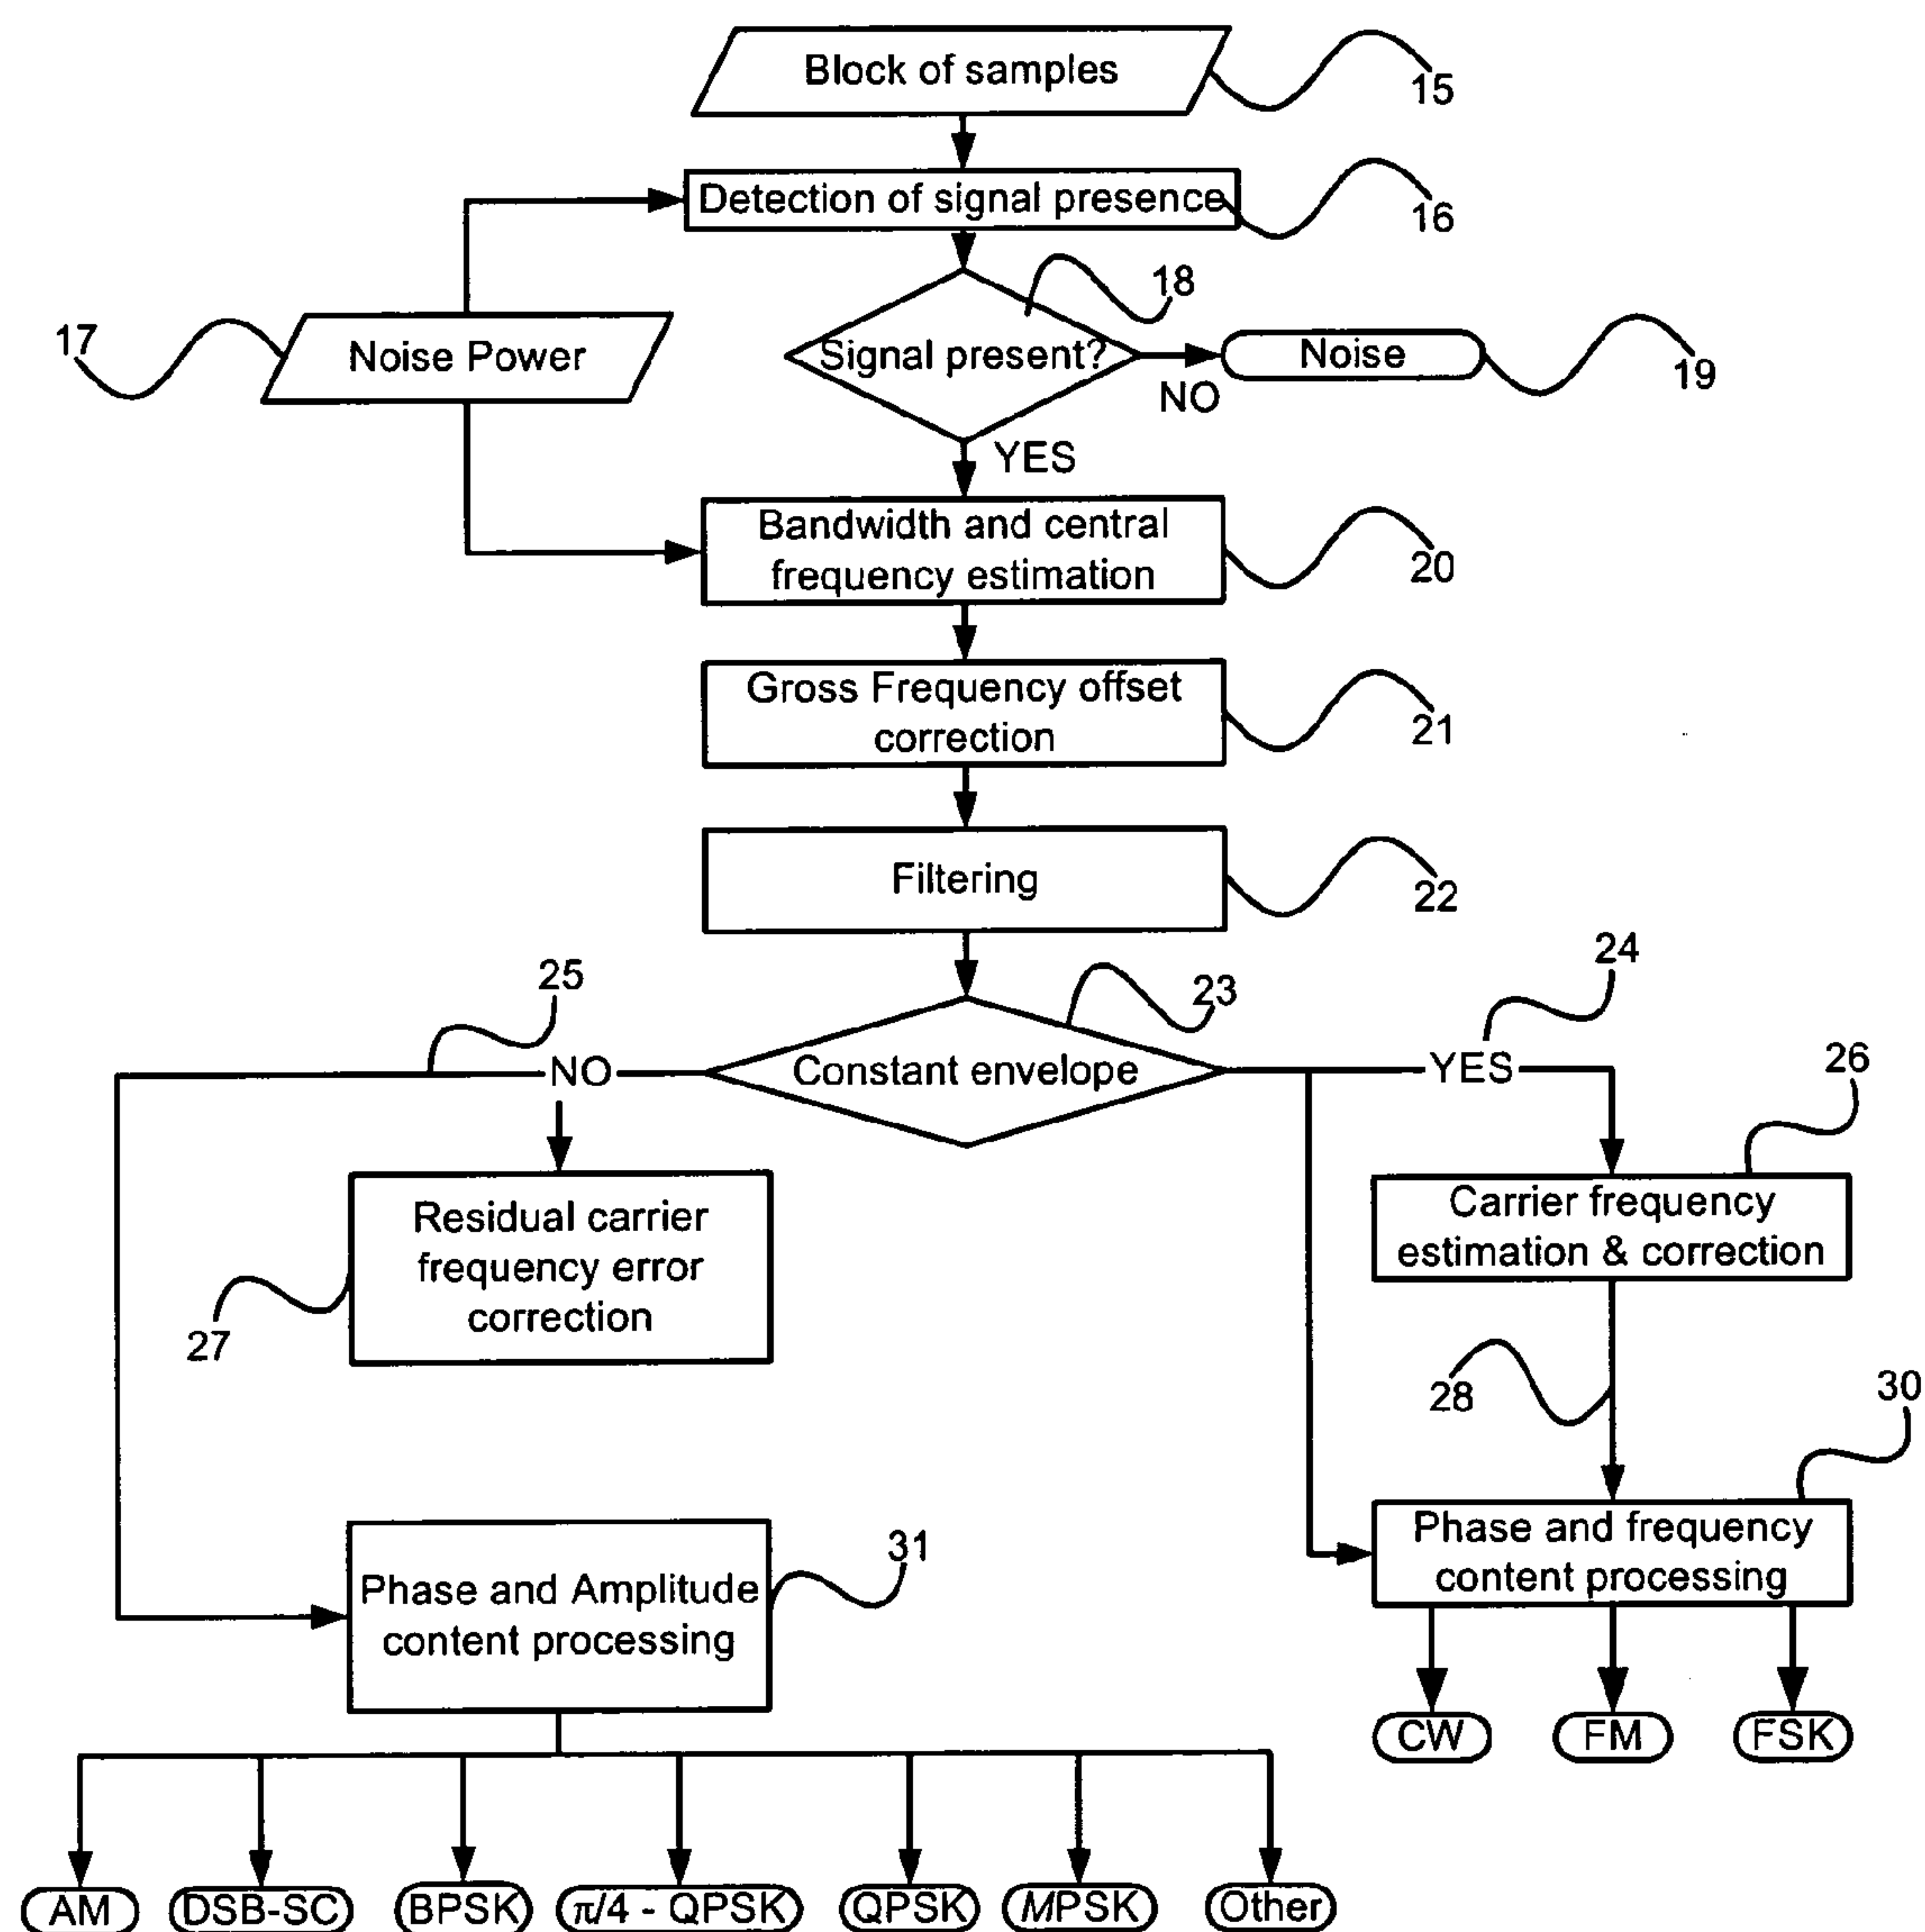 Block of samples
15
Detection of signal presence
16
17
Noise Power
18
Signal present?
NO
Noise
19
YES
Bandwidth and central
frequency estimation
20
Gross Frequency offset
correction
21
Filtering
22
23
24
25
NO
Constant envelope
YES
26
Residual carrier
frequency error
correction
27
Carrier frequency
estimation & correction
28
30
Phase and frequency
content processing
31
Phase and Amplitude
content processing
CW
FM
FSK
AM
DSB-SC
BPSK
π/4 - QPSK
QPSK
MPSK
Other